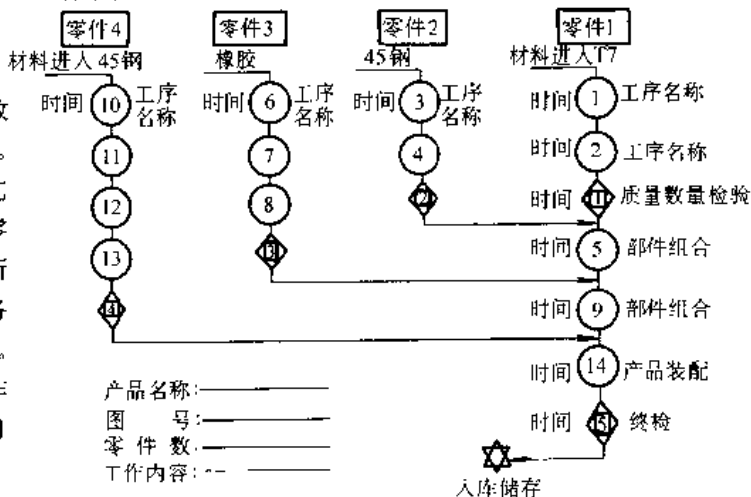 零件4 零件3 零件2 零件1
材料进入45钢 橡胶 45钢 材料进入T7
时间 10 工序名称 时间 6 工序名称 时间 3 工序名称 时间 1 工序名称
11 7 4 时间 2 工序名称
12 8 2 时间 1 质量数量检验
13 3 时间 5 部件组合
4 时间 9 部件组合
时间 14 产品装配
产品名称:
图 号: 时间 5 终检
零件数:
工作内容:
入库储存